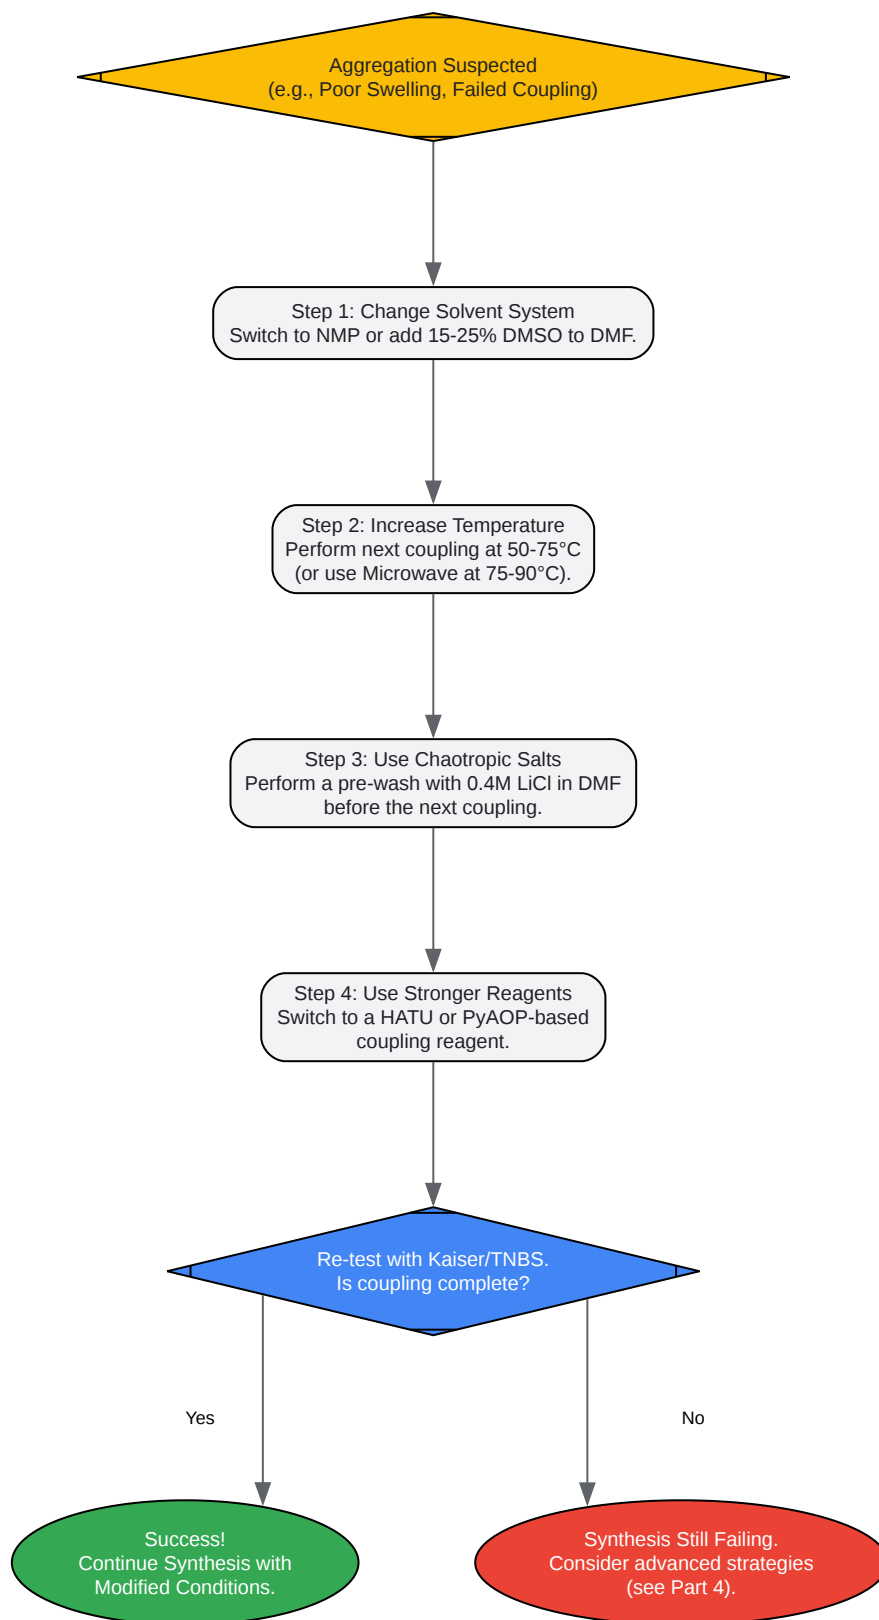 Aggregation Suspected
(e.g., Poor Swelling, Failed Coupling)
Step 1: Change Solvent System
Switch to NMP or add 15-25% DMSO to DMF.
Step 2: Increase Temperature
Perform next coupling at 50-75°C
(or use Microwave at 75-90°C).
Step 3: Use Chaotropic Salts
Perform a pre-wash with 0.4M LiCl in DMF
before the next coupling.
Step 4: Use Stronger Reagents
Switch to a HATU or PyAOP-based
coupling reagent.
Re-test with Kaiser/TNBS.
Is coupling complete?
Yes
No
Success!
Continue Synthesis with
Modified Conditions.
Synthesis Still Failing.
Consider advanced strategies
(see Part 4).